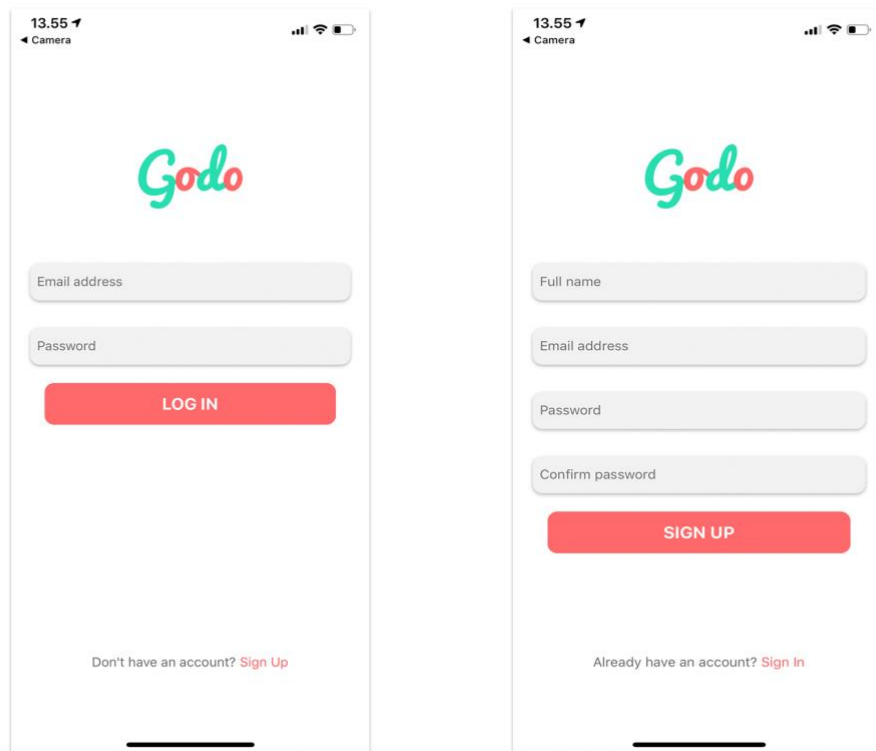 13.55
◀ Camera
Godo
Email address
Password
LOG IN
Don't have an account? Sign Up
13.55
◀ Camera
Godo
Full name
Email address
Password
Confirm password
SIGN UP
Already have an account? Sign In